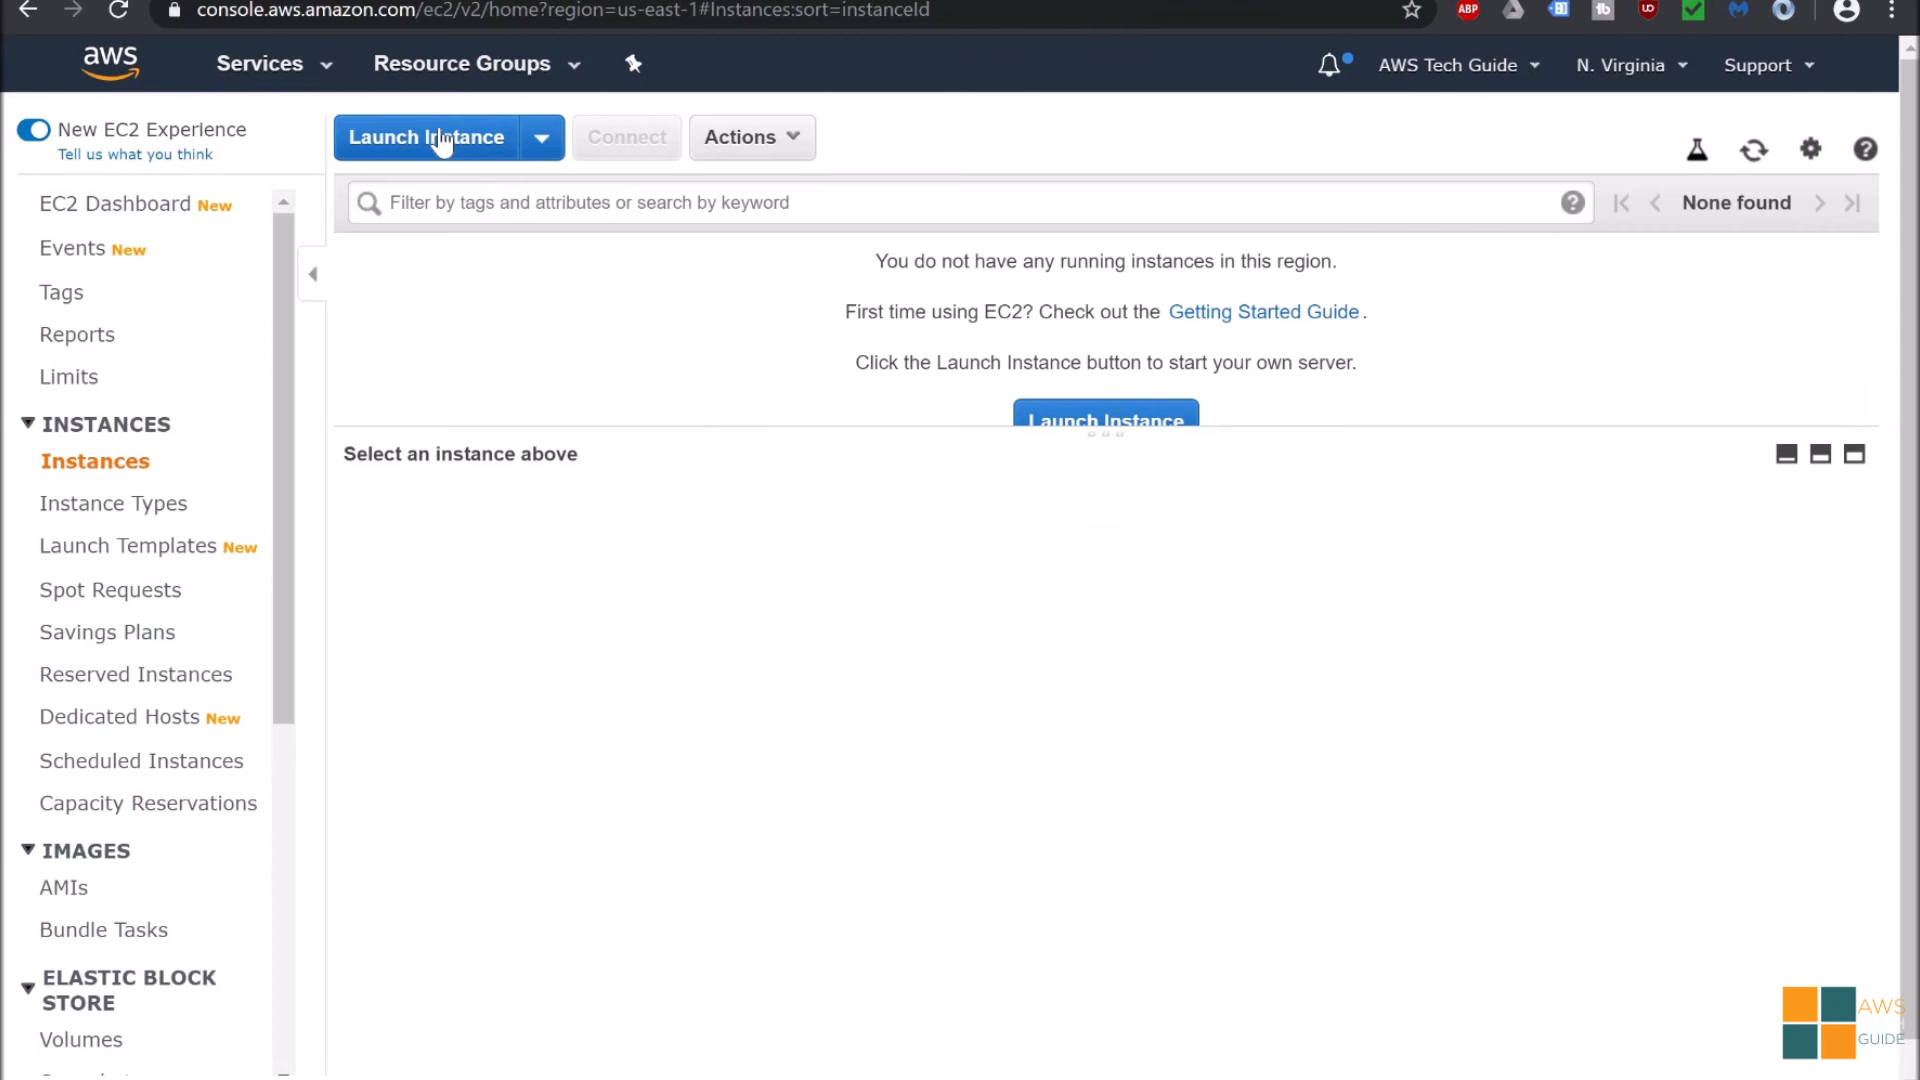 console.aws.amazon.com/ec2/v2/home?region=us-east-1#Instances:sort=instanceId
ABP
tb
UD
aws
Services
Resource Groups
AWS Tech Guide
N. Virginia
Support
New EC2 Experience
Tell us what you think
Launch Instance
Connect
Actions
Filter by tags and attributes or search by keyword
None found
EC2 Dashboard New
Events New
Tags
Reports
Limits
INSTANCES
Instances
Instance Types
Launch Templates New
Spot Requests
Savings Plans
Reserved Instances
Dedicated Hosts New
Scheduled Instances
Capacity Reservations
IMAGES
AMIs
Bundle Tasks
ELASTIC BLOCK
STORE
Volumes
You do not have any running instances in this region.
First time using EC2? Check out the Getting Started Guide.
Click the Launch Instance button to start your own server.
Launch Instance
Select an instance above
AWS
GUIDE